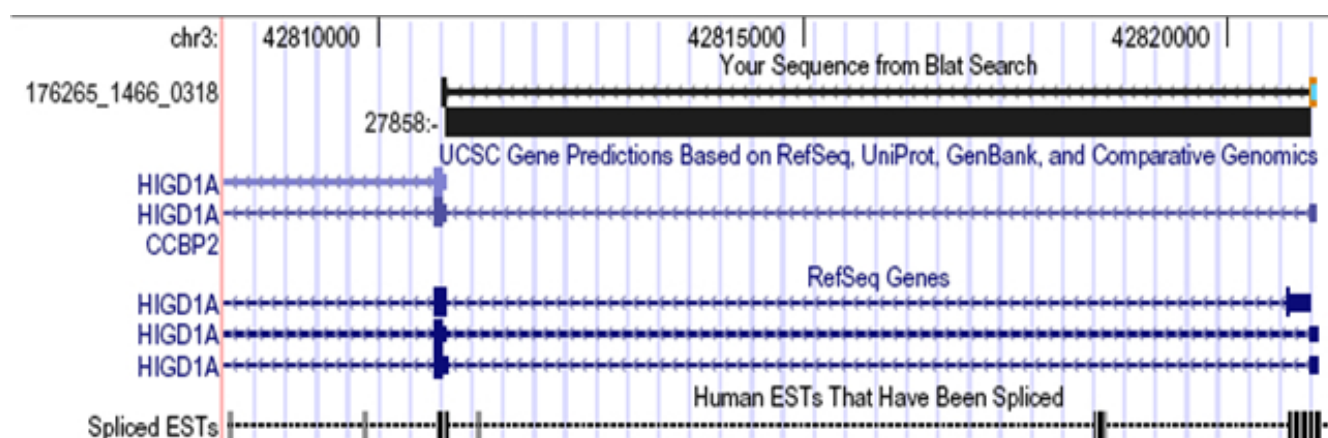 chr3: 42810000 42815000 42820000
Your Sequence from Blat Search
176265_1466_0318
27858:-
UCSC Gene Predictions Based on RefSeq, UniProt, GenBank, and Comparative Genomics
HIGD1A
HIGD1A
CCBP2
RefSeq Genes
HIGD1A
HIGD1A
HIGD1A
Human ESTs That Have Been Spliced
Spliced ESTs